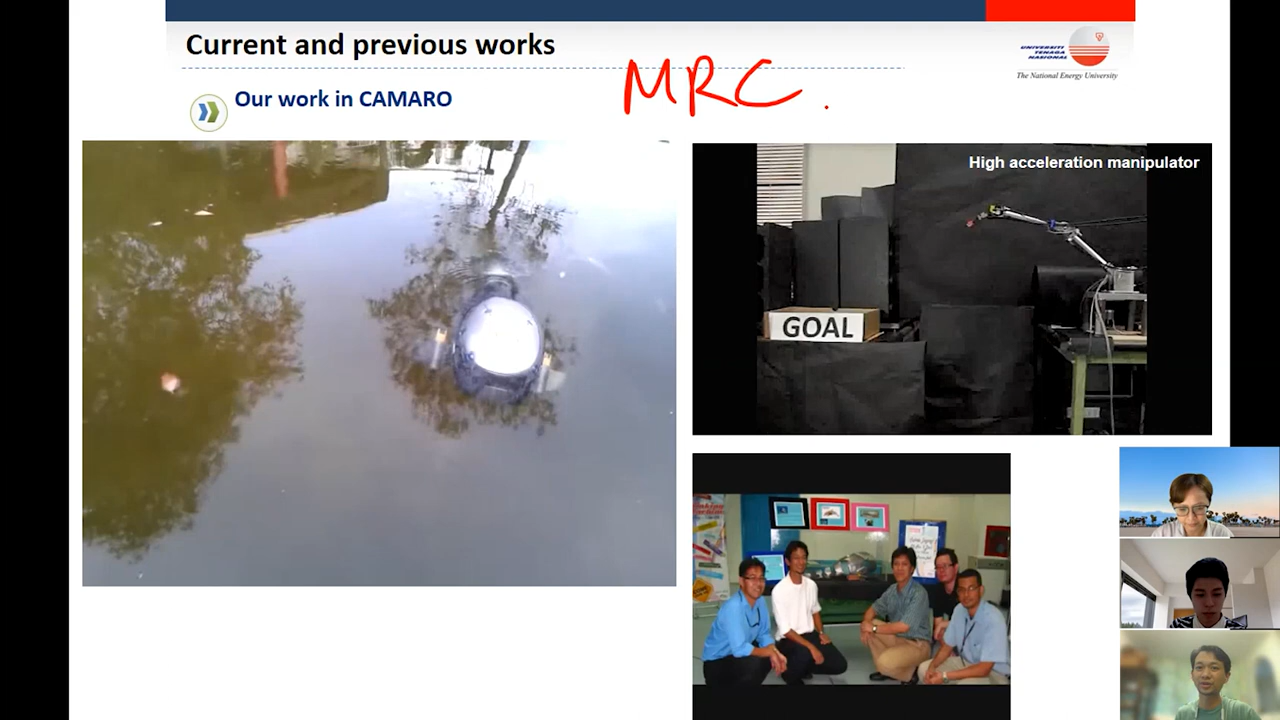 Current and previous works
UNIVERSITI
TENAGA
NASIONAL
The National Energy University
MRC.
Our work in CAMARO
High acceleration manipulator
GOAL